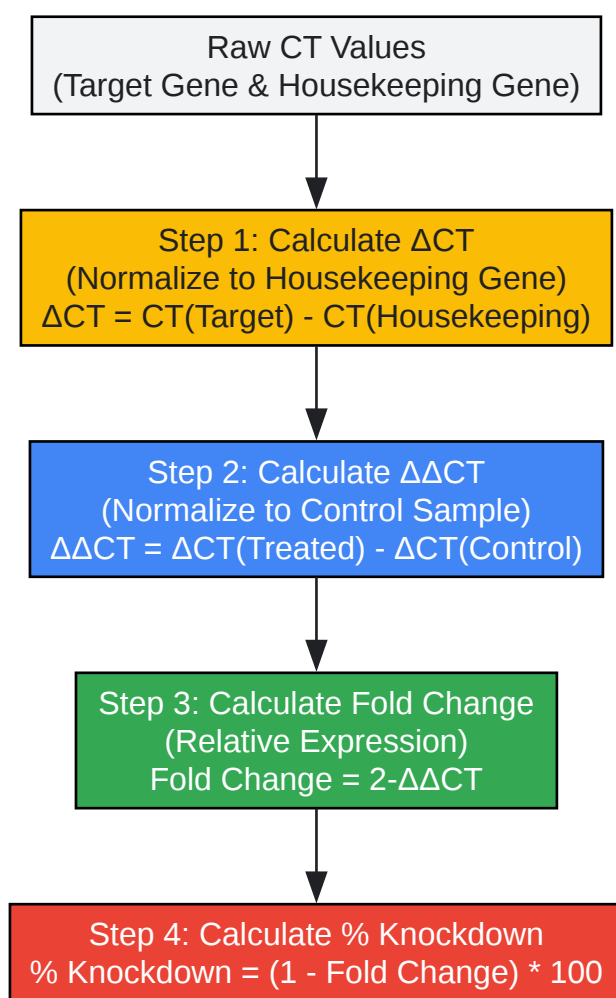 Raw CT Values
(Target Gene & Housekeeping Gene)
Step 1: Calculate ΔCT
(Normalize to Housekeeping Gene)
ΔCT = CT(Target) - CT(Housekeeping)
Step 2: Calculate ΔΔCT
(Normalize to Control Sample)
ΔΔCT = ΔCT(Treated) - ΔCT(Control)
Step 3: Calculate Fold Change
(Relative Expression)
Fold Change = 2-ΔΔCT
Step 4: Calculate % Knockdown
% Knockdown = (1 - Fold Change) * 100